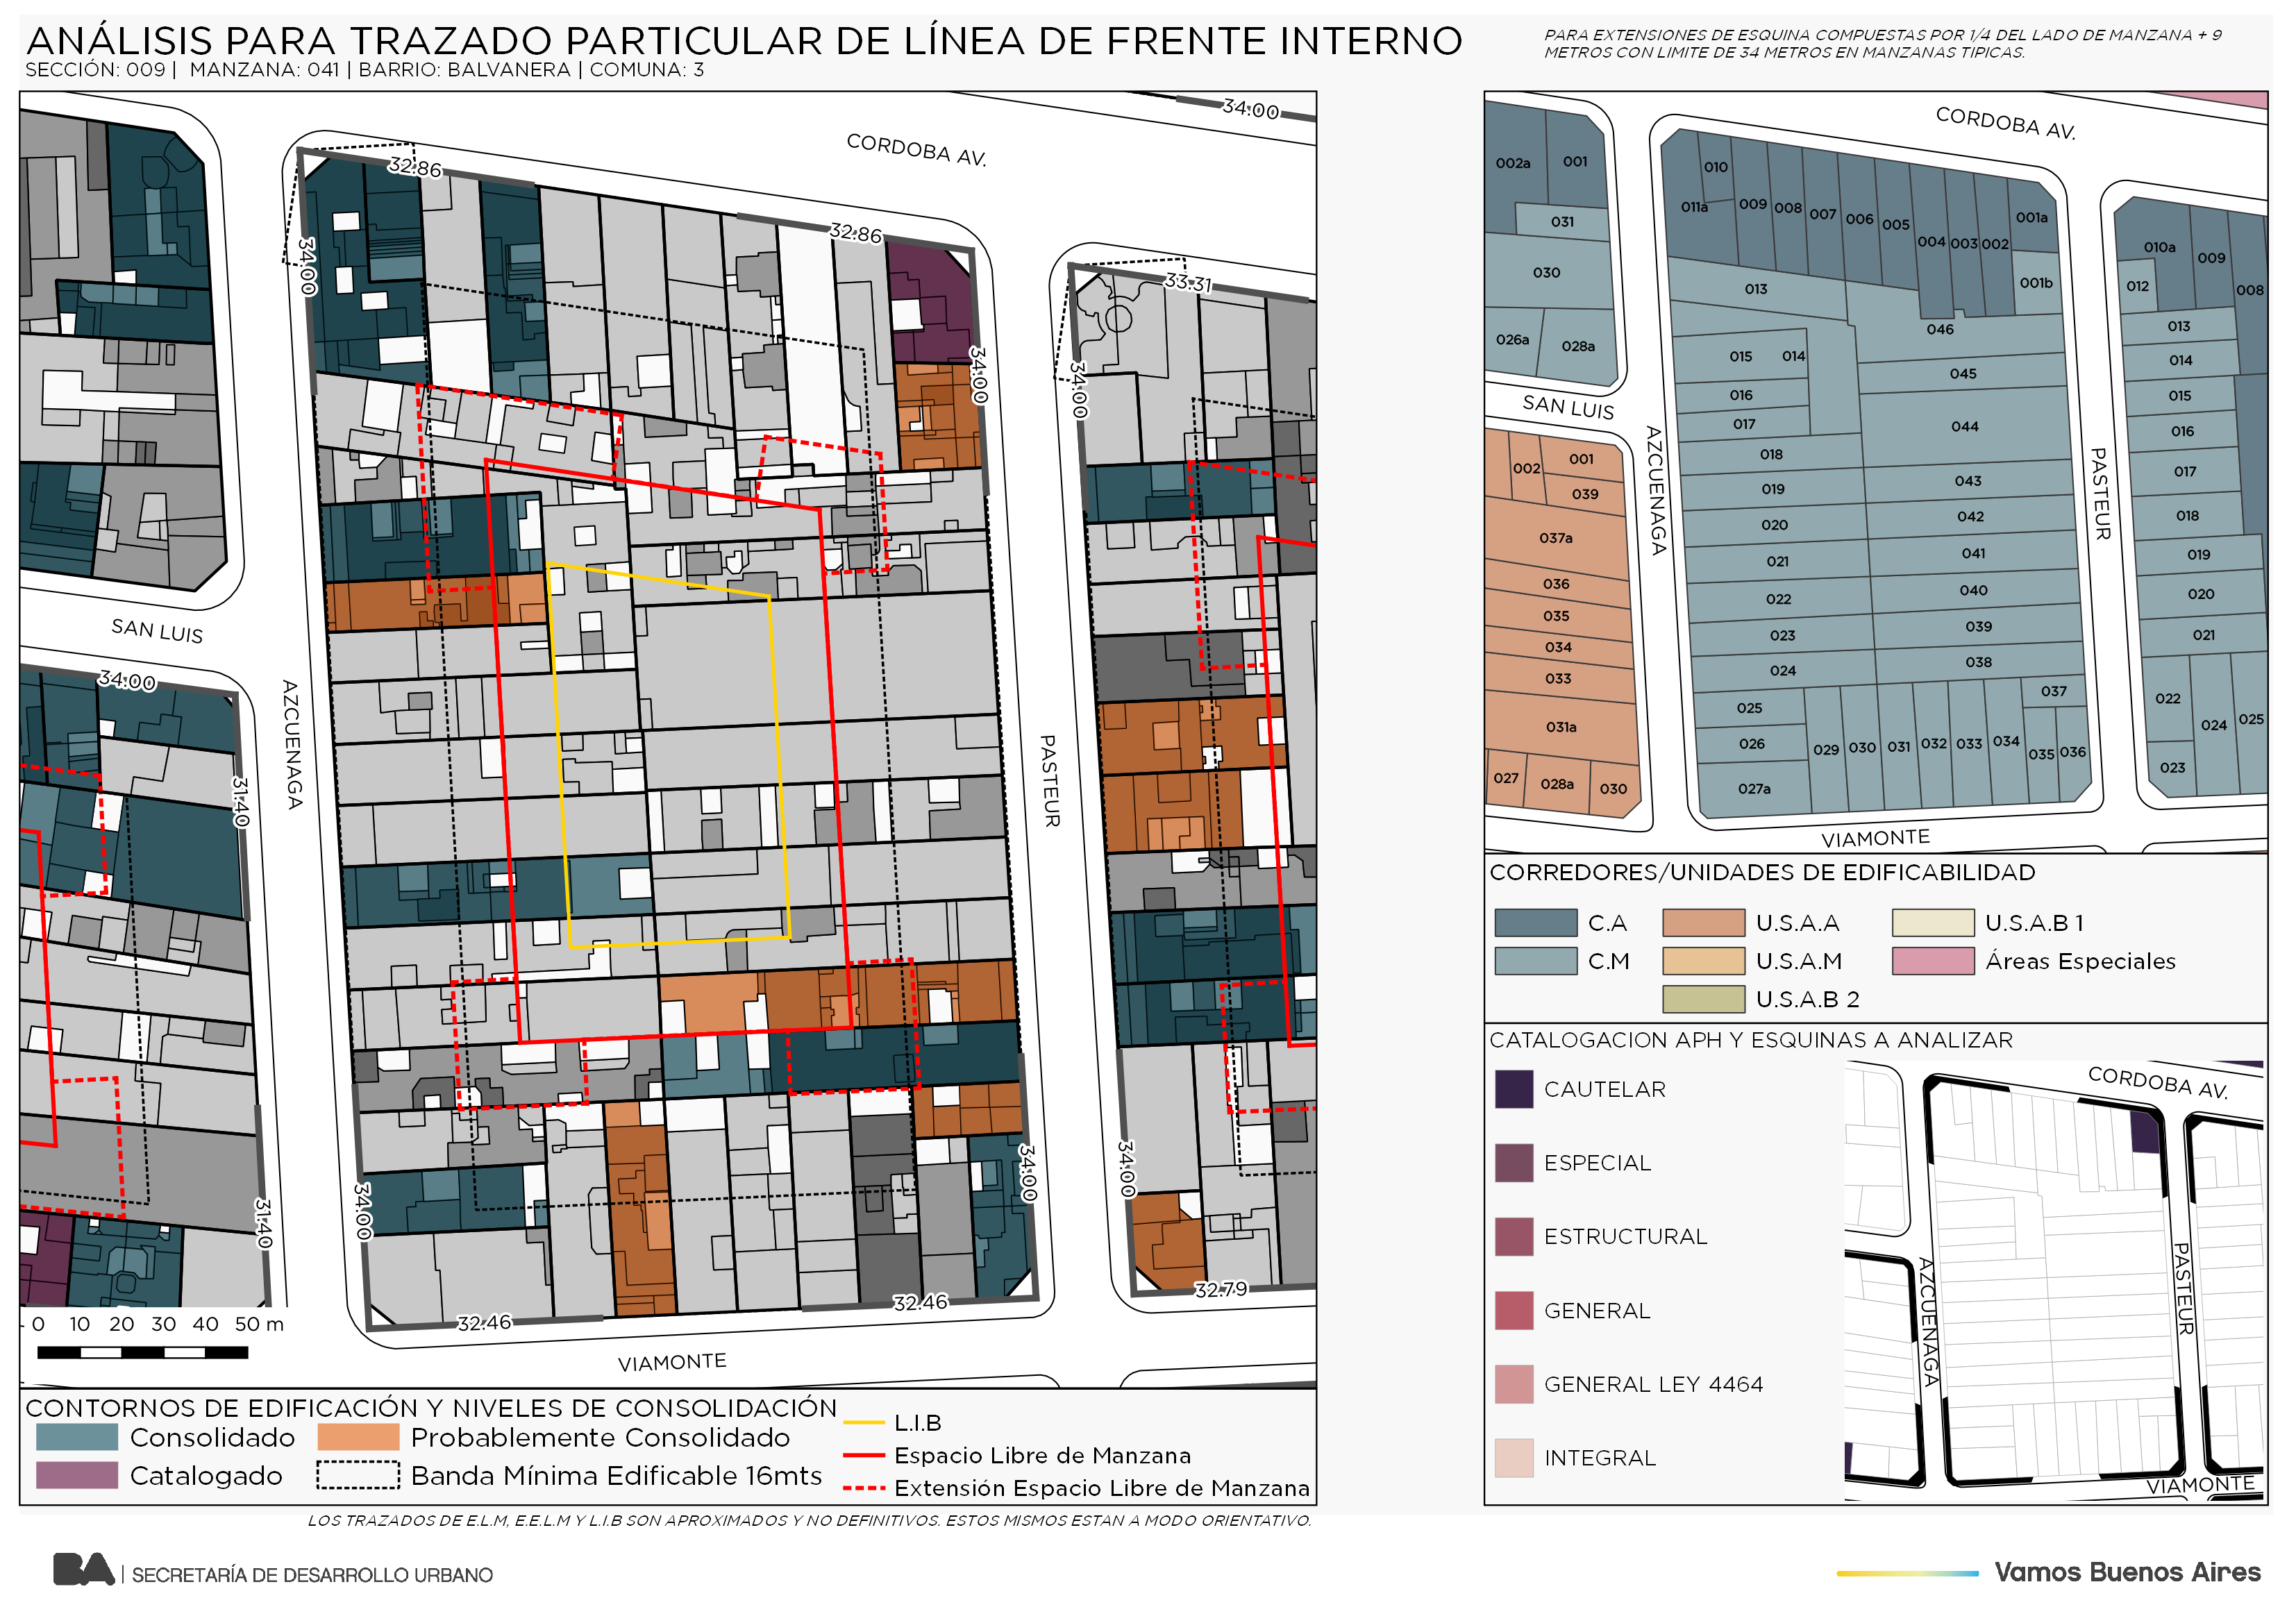 ANÁLISIS PARA TRAZADO PARTICULAR DE LÍNEA DE FRENTE INTERNO
SECCIÓN: 009 | MANZANA: 041 | BARRIO: BALVANERA | COMUNA: 3
PARA EXTENSIONES DE ESQUINA COMPUESTAS POR 1/4 DEL LADO DE MANZANA + 9
METROS CON LIMITE DE 34 METROS EN MANZANAS TIPICAS.
34.00
CORDOBA AV.
32.86
32.86
34.00
33.31
34.00
34.00
SAN LUIS
34.00
AZCUENAGA
PASTEUR
31.40
34.00
34.00
34.00
31.40
32.46
32.46
32.79
VIAMONTE
0 10 20 30 40 50 m
CONTORNOS DE EDIFICACIÓN Y NIVELES DE CONSOLIDACIÓN
Consolidado
Probablemente Consolidado
Catalogado
Banda Mínima Edificable 16mts
L.I.B
Espacio Libre de Manzana
Extensión Espacio Libre de Manzana
LOS TRAZADOS DE E.L.M, E.E.L.M Y L.I.B SON APROXIMADOS Y NO DEFINITIVOS. ESTOS MISMOS ESTAN A MODO ORIENTATIVO.
CORDOBA AV.
002a
001
031
030
026a
028a
SAN LUIS
002
001
039
037a
036
035
034
033
031a
027
028a
030
AZCUENAGA
010
011a
009
008
007
006
005
004
003
002
001a
001b
013
046
015
014
045
016
017
044
018
019
043
020
042
021
041
022
040
023
039
024
038
025
037
026
027a
029
030
031
032
033
034
035
036
PASTEUR
VIAMONTE
010a
009
012
008
013
014
015
016
017
018
019
020
021
022
023
024
025
CORREDORES/UNIDADES DE EDIFICABILIDAD
C.A
U.S.A.A
U.S.A.B 1
C.M
U.S.A.M
Áreas Especiales
U.S.A.B 2
CATALOGACION APH Y ESQUINAS A ANALIZAR
CAUTELAR
ESPECIAL
ESTRUCTURAL
GENERAL
GENERAL LEY 4464
INTEGRAL
CORDOBA AV.
AZCUENAGA
PASTEUR
VIAMONTE
BA | SECRETARÍA DE DESARROLLO URBANO
Vamos Buenos Aires